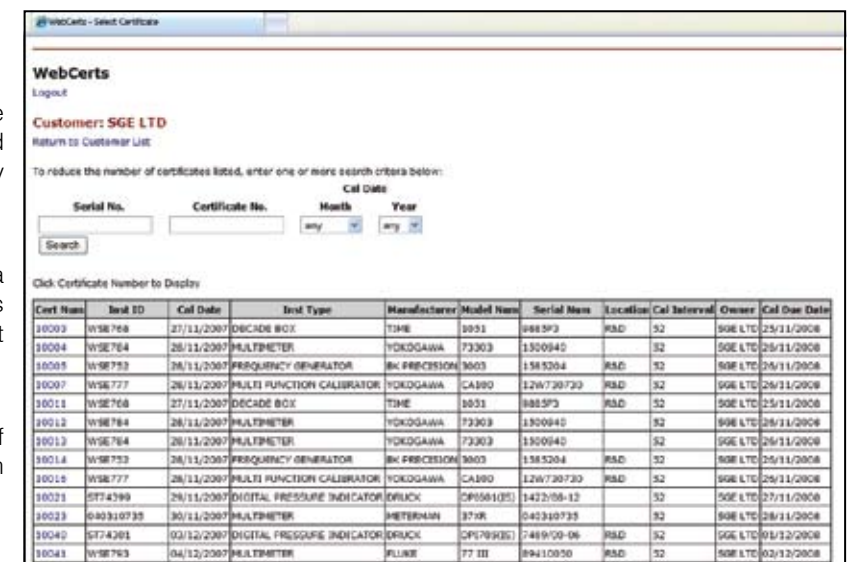 WebCerts - Select Certificate
WebCerts
Logout
Customer: SGE LTD
Return to Customer List
To reduce the number of certificates listed, enter one or more search critera below:
Cal Date
Serial No. Certificate No. Month Year
any any
Search
Click Certificate Number to Display
Cert Num Inst ID Cal Date Inst Type Manufacturer Model Num Serial Num Location Cal Interval Owner Cal Due Date
10003 WSE768 27/11/2007 DECADE BOX TIME 1051 R&D 52 SGE LTD 25/11/2008
10004 WSE784 28/11/2007 MULTIMETER YOKOGAWA 73303 1500940 52 SGE LTD 26/11/2008
10005 WSE752 28/11/2007 FREQUENCY GENERATOR BK PRECISION 3003 1585204 R&D 52 SGE LTD 26/11/2008
10007 WSE777 28/11/2007 MULTI FUNCTION CALIBRATOR YOKOGAWA CA100 12W730730 R&D 52 SGE LTD 26/11/2008
10011 WSE768 27/11/2007 DECADE BOX TIME 1051 R&D 52 SGE LTD 25/11/2008
10012 WSE784 28/11/2007 MULTIMETER YOKOGAWA 73303 1500940 52 SGE LTD 26/11/2008
10013 WSE784 28/11/2007 MULTIMETER YOKOGAWA 73303 1500940 52 SGE LTD 26/11/2008
10014 WSE752 28/11/2007 FREQUENCY GENERATOR BK PRECISION 3003 1585204 R&D 52 SGE LTD 26/11/2008
10016 WSE777 28/11/2007 MULTI FUNCTION CALIBRATOR YOKOGAWA CA100 12W730730 R&D 52 SGE LTD 26/11/2008
10021 ST74399 29/11/2007 DIGITAL PRESSURE INDICATOR DRUCK 1422/00-12 52 SGE LTD 27/11/2008
10023 040310735 30/11/2007 MULTIMETER METERMAN 37XR 040310735 52 SGE LTD 28/11/2008
10040 ST74301 03/12/2007 DIGITAL PRESSURE INDICATOR DRUCK 7489/00-06 R&D 52 SGE LTD 01/12/2008
10041 WSE793 04/12/2007 MULTIMETER FLUKE 77 III 89410050 R&D 52 SGE LTD 02/12/2008